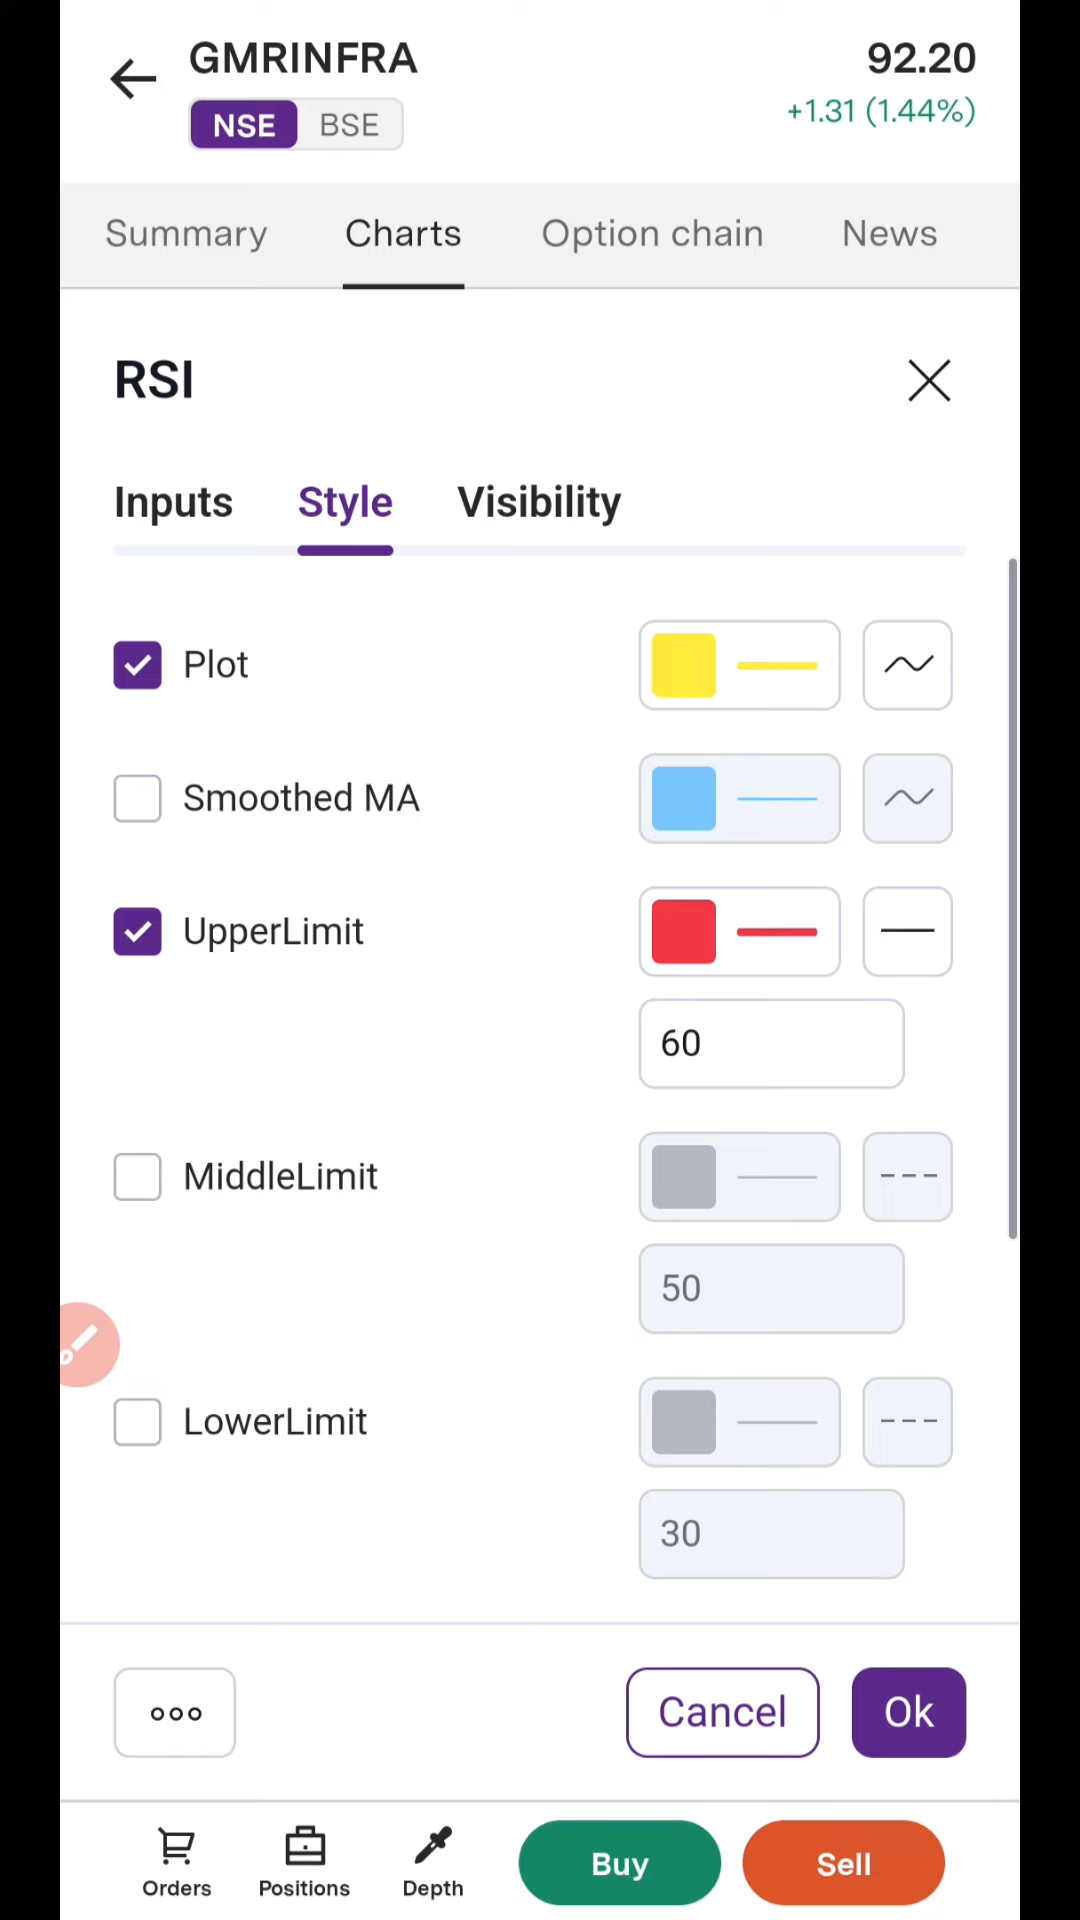 GMRINFRA
92.20
NSE BSE
+1.31 (1.44%)
Summary Charts Option chain News
RSI
Inputs Style Visibility
Plot
Smoothed MA
UpperLimit
60
MiddleLimit
50
LowerLimit
30
Cancel Ok
Orders Positions Depth Buy Sell